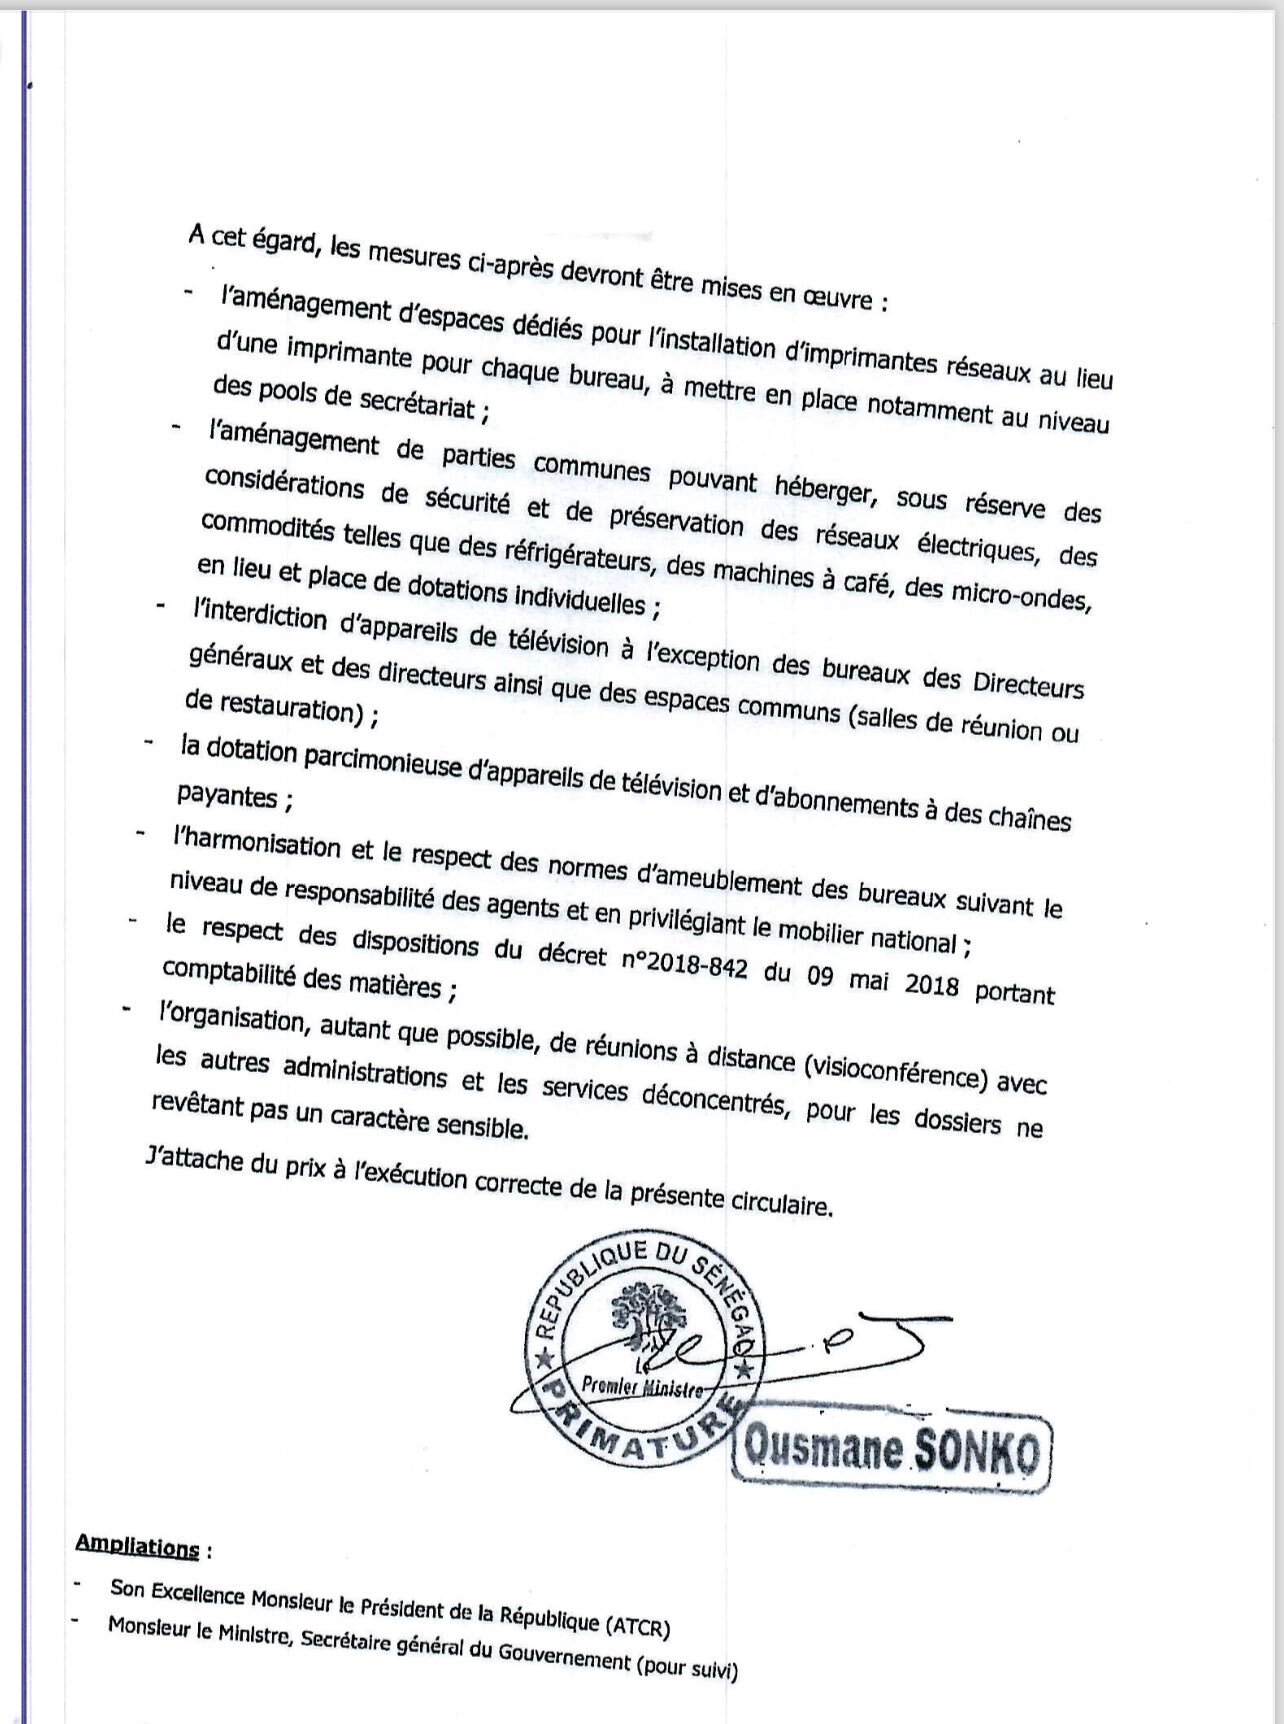 A cet égard, les mesures ci-après devront être mises en œuvre :
- l'aménagement d'espaces dédiés pour l'installation d'imprimantes réseaux au lieu
d'une imprimante pour chaque bureau, à mettre en place notamment au niveau
des pools de secrétariat ;
- l'aménagement de parties communes pouvant héberger, sous réserve des
considérations de sécurité et de préservation des réseaux électriques, des
commodités telles que des réfrigérateurs, des machines à café, des micro-ondes,
en lieu et place de dotations individuelles ;
- l'interdiction d'appareils de télévision à l'exception des bureaux des Directeurs
généraux et des directeurs ainsi que des espaces communs (salles de réunion ou
de restauration) ;
- la dotation parcimonieuse d'appareils de télévision et d'abonnements à des chaînes
payantes ;
- l'harmonisation et le respect des normes d'ameublement des bureaux suivant le
niveau de responsabilité des agents et en privilégiant le mobilier national ;
- le respect des dispositions du décret n°2018-842 du 09 mai 2018 portant
comptabilité des matières ;
- l'organisation, autant que possible, de réunions à distance (visioconférence) avec
les autres administrations et les services déconcentrés, pour les dossiers ne
revêtant pas un caractère sensible.
J'attache du prix à l'exécution correcte de la présente circulaire.
REPUBLIQUE DU SÉNÉGAL
Le
Premier Ministre
PRIMATURE
Ousmane SONKO
Ampliations :
- Son Excellence Monsieur le Président de la République (ATCR)
- Monsieur le Ministre, Secrétaire général du Gouvernement (pour suivi)